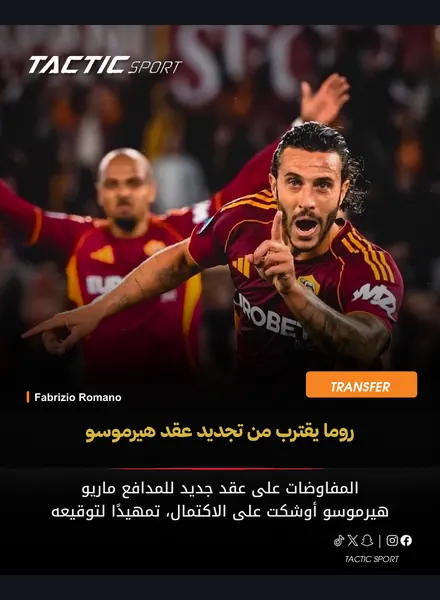 TACTIC SPORT
EUROBET
TRANSFER
Fabrizio Romano
روما يقترب من تجديد عقد هيرموسو
المفاوضات على عقد جديد للمدافع ماريو
هيرموسو أوشكت على الاكتمال، تمهيدًا لتوقيعه
TACTIC SPORT